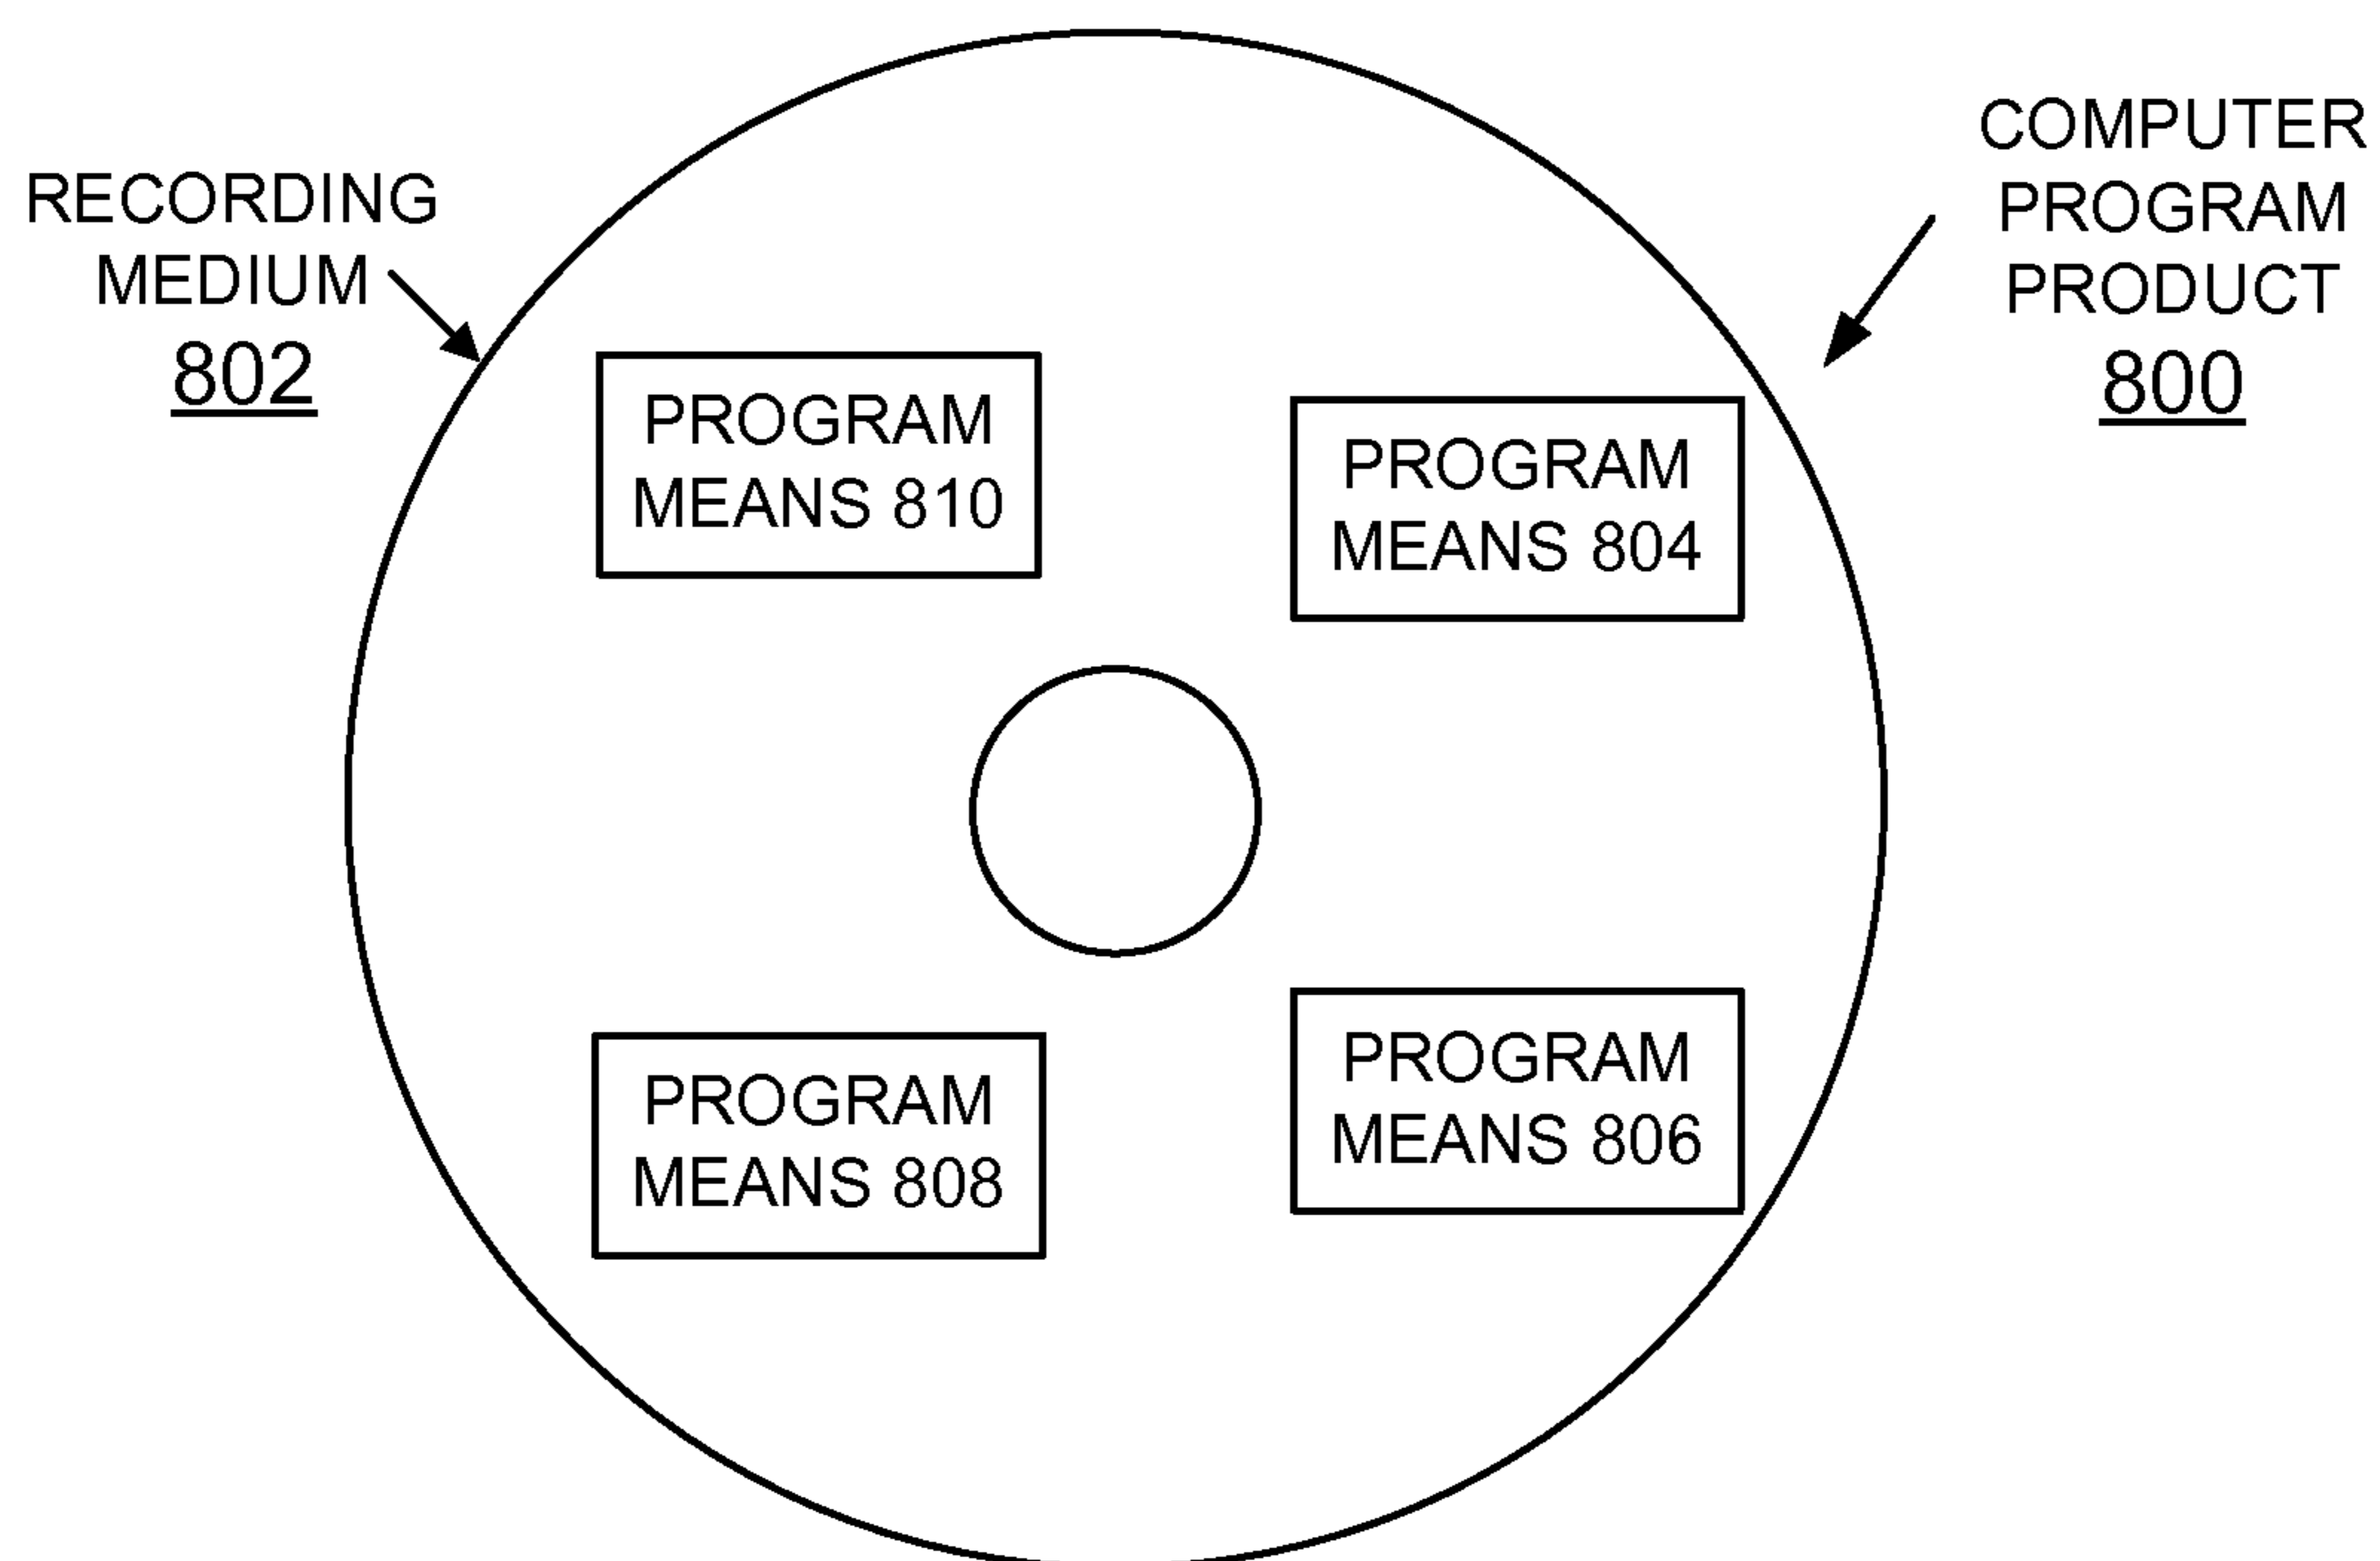 RECORDING
MEDIUM
802
COMPUTER
PROGRAM
PRODUCT
800
PROGRAM
MEANS 810
PROGRAM
MEANS 804
PROGRAM
MEANS 808
PROGRAM
MEANS 806